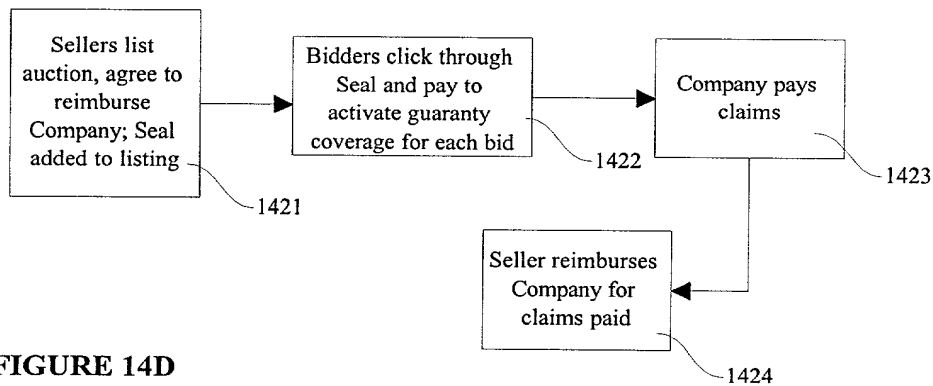 Sellers list
auction, agree to
reimburse
Company; Seal
added to listing
1421
Bidders click through
Seal and pay to
activate guaranty
coverage for each bid
1422
Company pays
claims
1423
Seller reimburses
Company for
claims paid
1424
FIGURE 14D